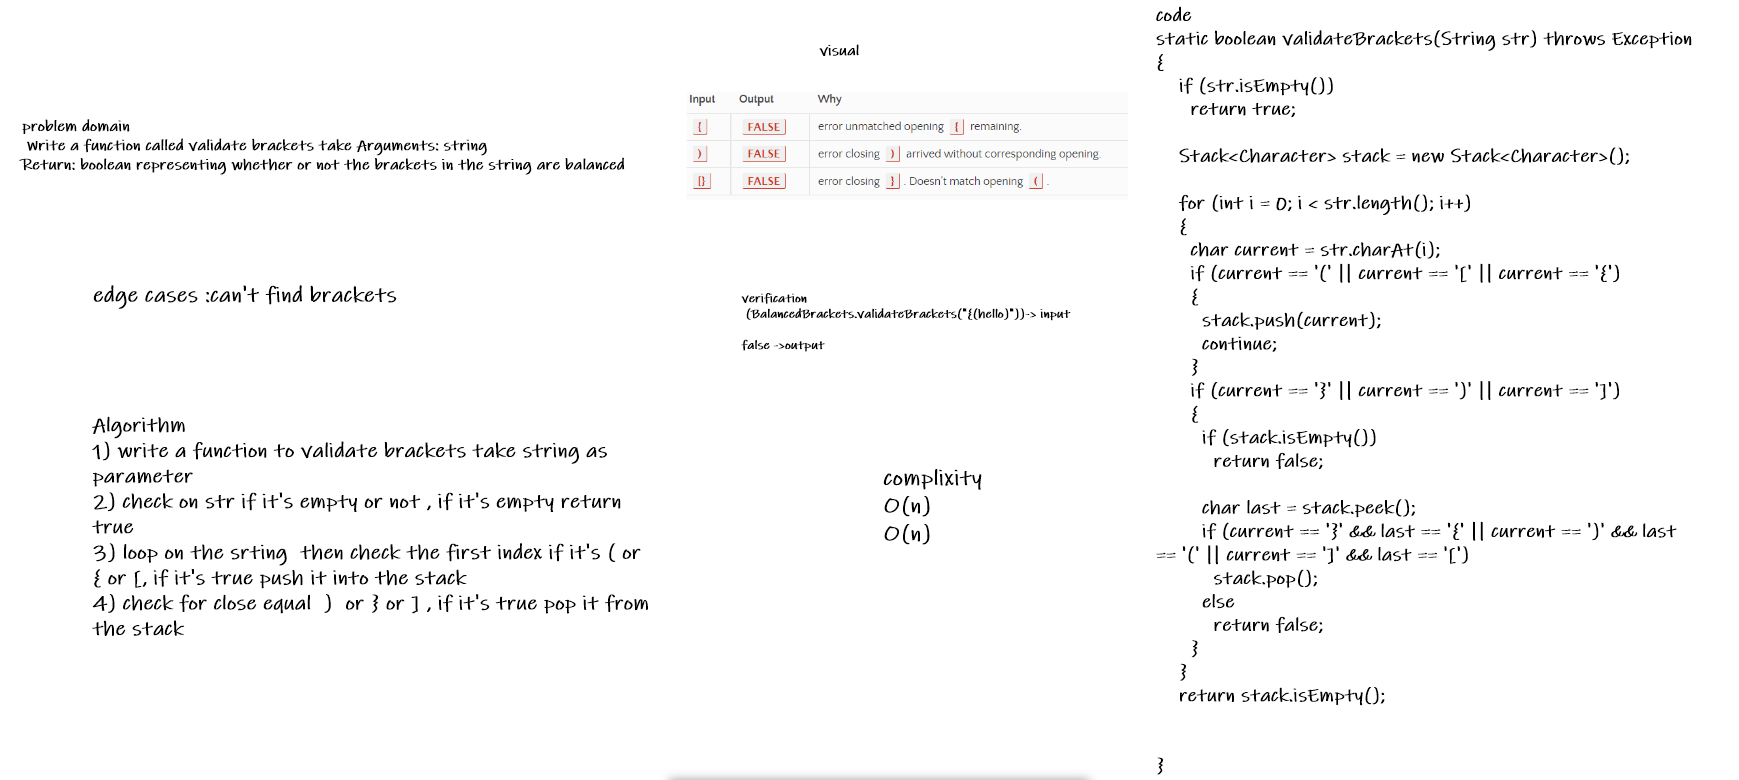 problem domain
Write a function called validate brackets take Arguments: string
Return: boolean representing whether or not the brackets in the string are balanced
edge cases :can't find brackets
Algorithm
1) write a function to validate brackets take string as
parameter
2) check on str if it's empty or not , if it's empty return
true
3) loop on the srting then check the first index if it's ( or
{ or [, if it's true push it into the stack
4) check for close equal ) or } or ] , if it's true pop it from
the stack
visual
Input Output Why
{ FALSE error unmatched opening { remaining.
) FALSE error closing ) arrived without corresponding opening.
[} FALSE error closing } . Doesn't match opening ( .
verification
(BalancedBrackets.validateBrackets("{(hello)"))-> input
false ->output
complixity
O(n)
O(n)
code
static boolean validateBrackets(String str) throws Exception
{
if (str.isEmpty())
return true;
Stack<Character> stack = new Stack<Character>();
for (int i = 0; i < str.length(); i++)
{
char current = str.charAt(i);
if (current == '(' || current == '[' || current == '{')
{
stack.push(current);
continue;
}
if (current == '}' || current == ')' || current == ']')
{
if (stack.isEmpty())
return false;
char last = stack.peek();
if (current == '}' && last == '{' || current == ')' && last
== '(' || current == ']' && last == '[')
stack.pop();
else
return false;
}
}
return stack.isEmpty();
}